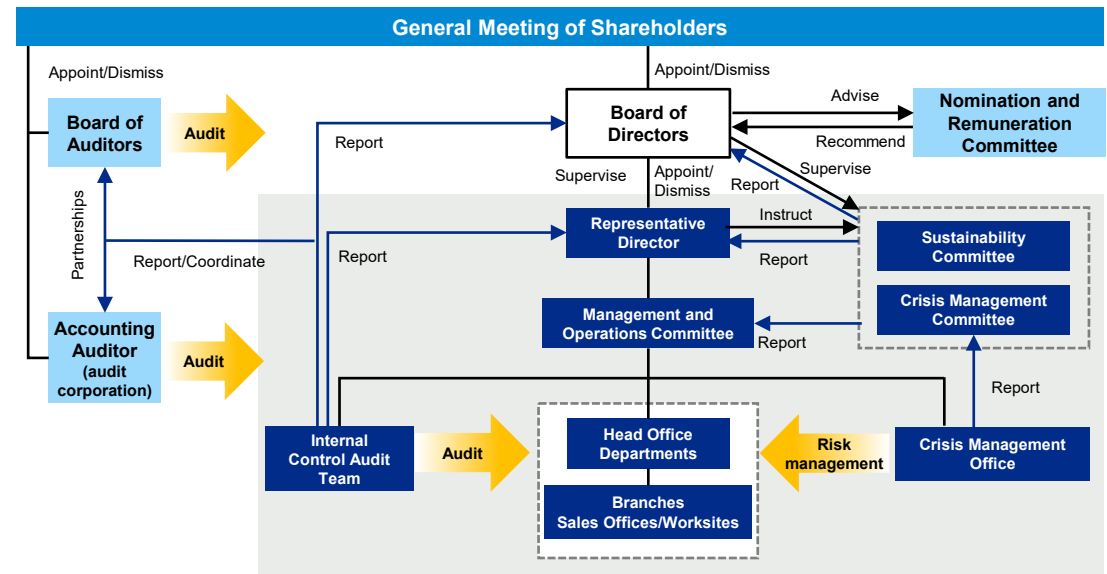 General Meeting of Shareholders
Appoint/Dismiss
Appoint/Dismiss
Board of
Auditors
Audit
Report
Board of
Directors
Advise
Recommend
Nomination and
Remuneration
Committee
Supervise
Appoint/
Dismiss
Report
Supervise
Partnerships
Report/Coordinate
Report
Representative
Director
Instruct
Report
Sustainability
Committee
Crisis Management
Committee
Management and
Operations Committee
Report
Accounting
Auditor
(audit
corporation)
Audit
Report
Internal
Control Audit
Team
Audit
Head Office
Departments
Branches
Sales Offices/Worksites
Risk
management
Crisis Management
Office